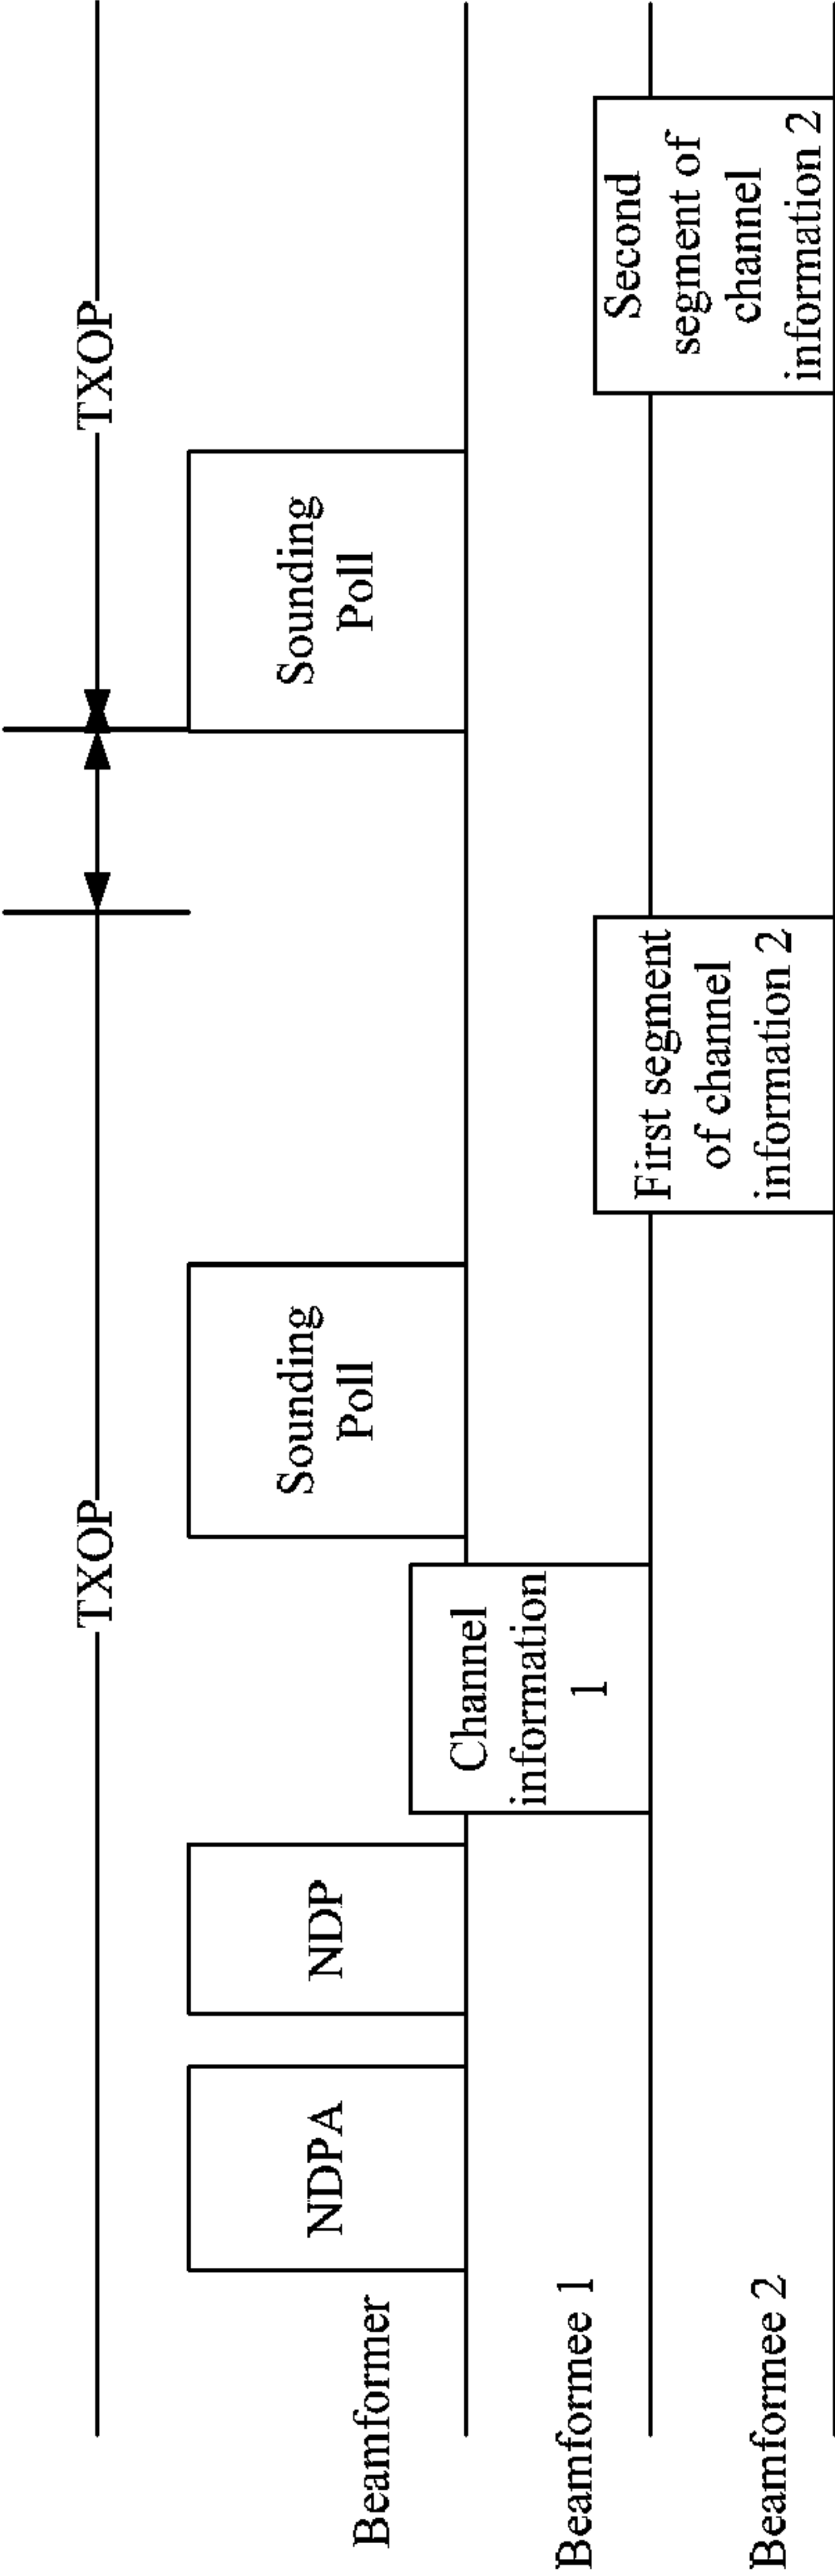 TXOP
TXOP
Beamformer
NDPA
NDP
Sounding
Poll
Sounding
Poll
Beamformee 1
Channel
information
1
Beamformee 2
First segment
of channel
information 2
Second
segment of
channel
information 2